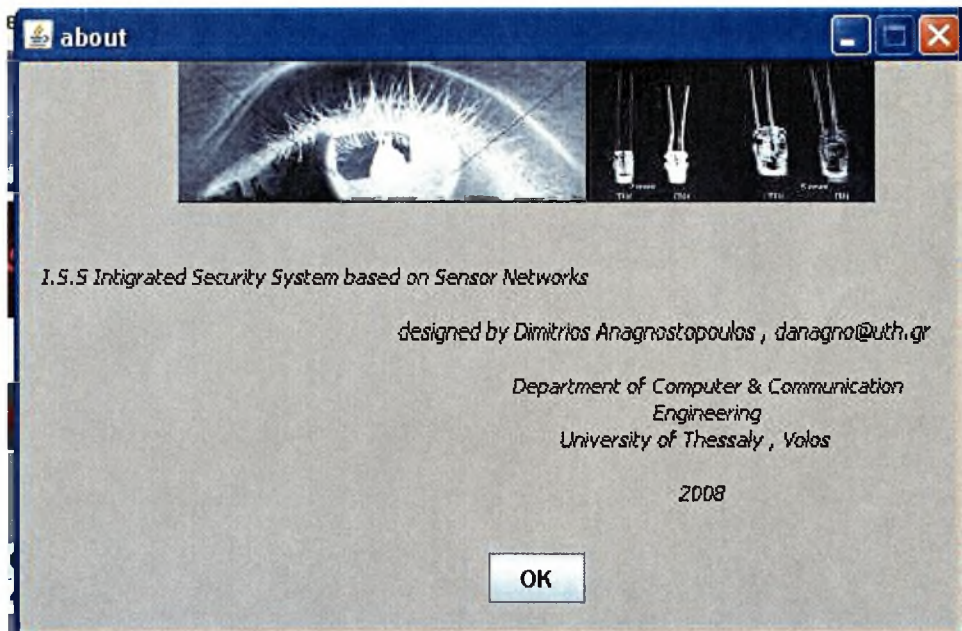 about
I.S.S Intigrated Security System based on Sensor Networks
designed by Dimitrios Anagnostopoulos , danagno@uth.gr
Department of Computer & Communication
Engineering
University of Thessaly , Volos
2008
OK